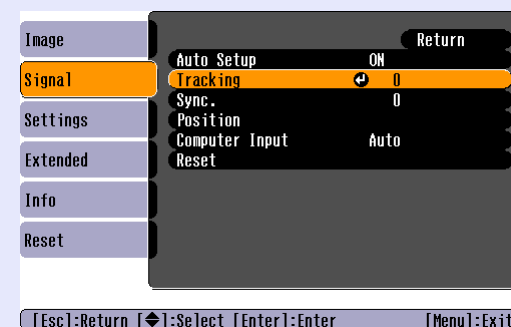 Image
Signal
Settings
Extended
Info
Reset
Return
Auto Setup ON
Tracking 0
Sync. 0
Position
Computer Input Auto
Reset
[Esc]:Return [◆]:Select [Enter]:Enter [Menu]:Exit